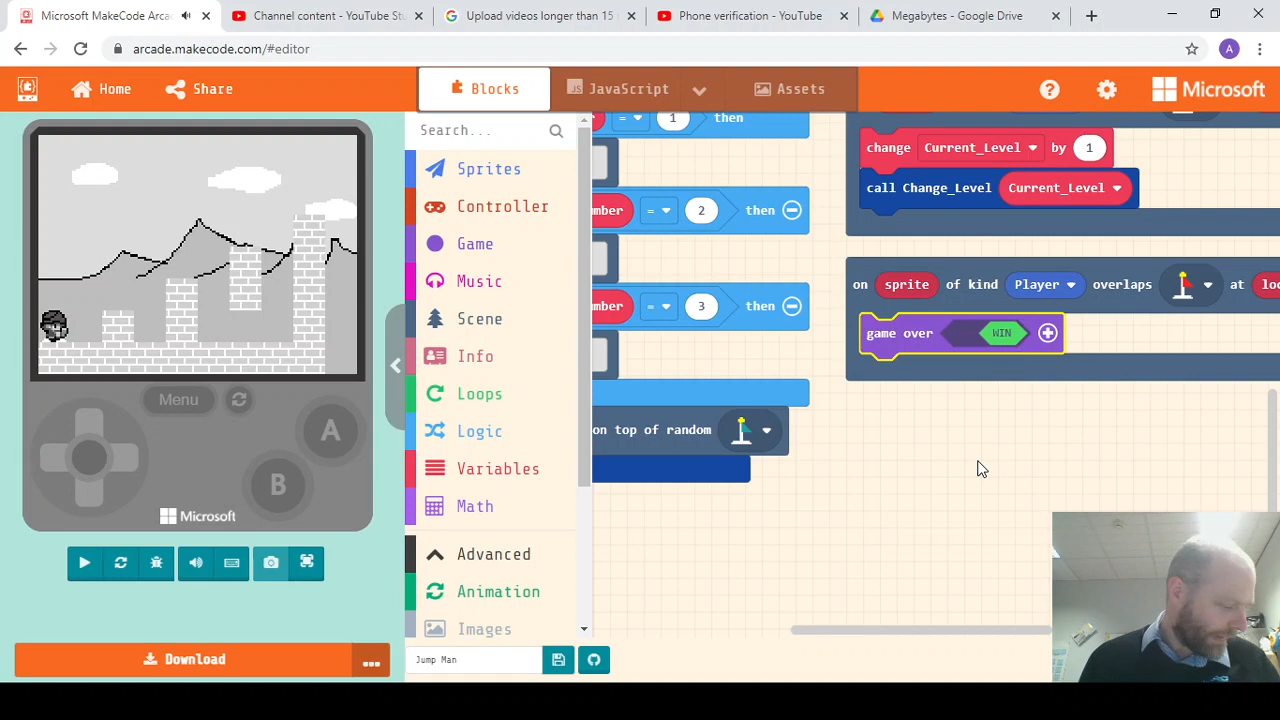 Microsoft MakeCode Arca
Channel content - YouTube Stu
Upload videos longer than 15
Phone verification - YouTube
Megabytes - Google Drive
arcade.makecode.com/#editor
A
Home
Share
Blocks
JavaScript
Assets
Microsoft
Search...
Sprites
Controller
Game
Music
Scene
Info
Loops
Logic
Variables
Math
Advanced
Animation
Images
Menu
A
B
Microsoft
Download
...
Jump Man
= 1 then
mber = 2 then
mber = 3 then
on top of random
change Current_Level by 1
call Change_Level Current_Level
on sprite of kind Player overlaps at loc
game over WIN